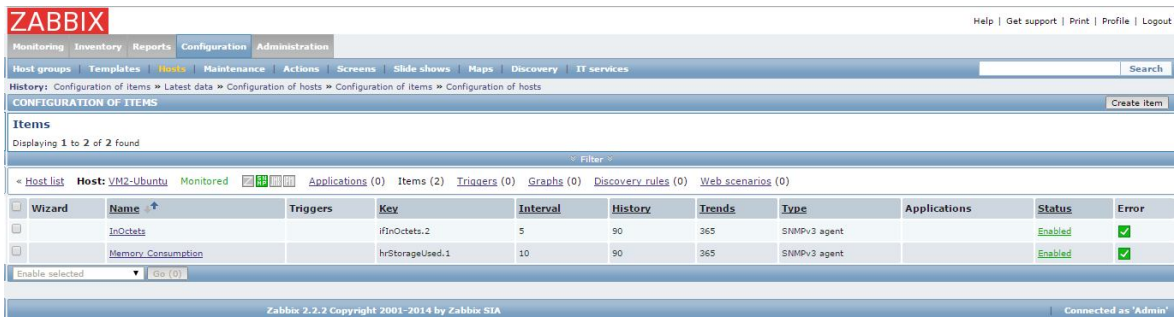 ZABBIX
Help | Get support | Print | Profile | Logout
Monitoring Inventory Reports Configuration Administration
Host groups | Templates | Hosts | Maintenance | Actions | Screens | Slide shows | Maps | Discovery | IT services Search
History: Configuration of items » Latest data » Configuration of hosts » Configuration of items » Configuration of hosts
CONFIGURATION OF ITEMS Create item
Items
Displaying 1 to 2 of 2 found
Filter
« Host list Host: VM2-Ubuntu Monitored Applications (0) Items (2) Triggers (0) Graphs (0) Discovery rules (0) Web scenarios (0)
Wizard Name Triggers Key Interval History Trends Type Applications Status Error
InOctets ifInOctets.2 5 90 365 SNMPv3 agent Enabled
Memory Consumption hrStorageUsed.1 10 90 365 SNMPv3 agent Enabled
Enable selected Go (0)
Zabbix 2.2.2 Copyright 2001-2014 by Zabbix SIA | Connected as 'Admin'